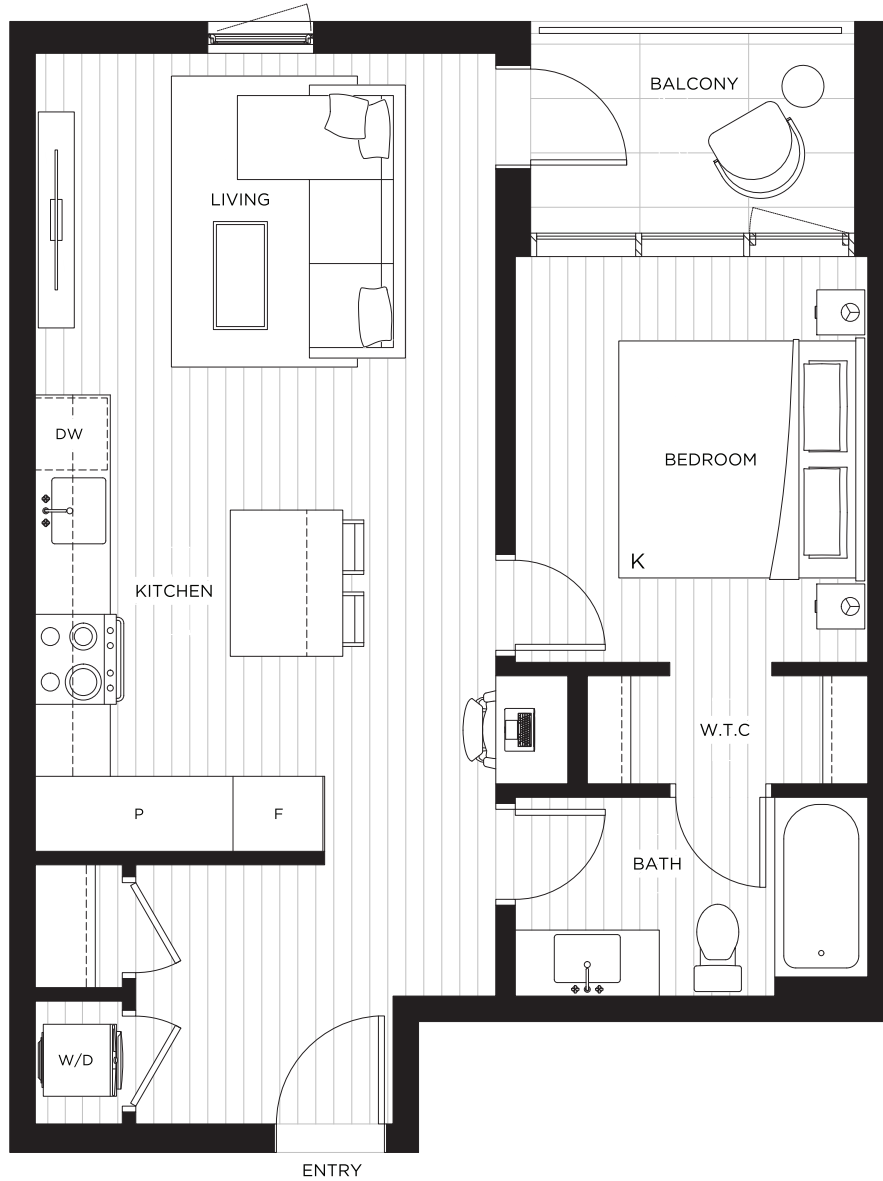 BALCONY
LIVING
DW
BEDROOM
K
KITCHEN
W.T.C
P
F
BATH
W/D
ENTRY